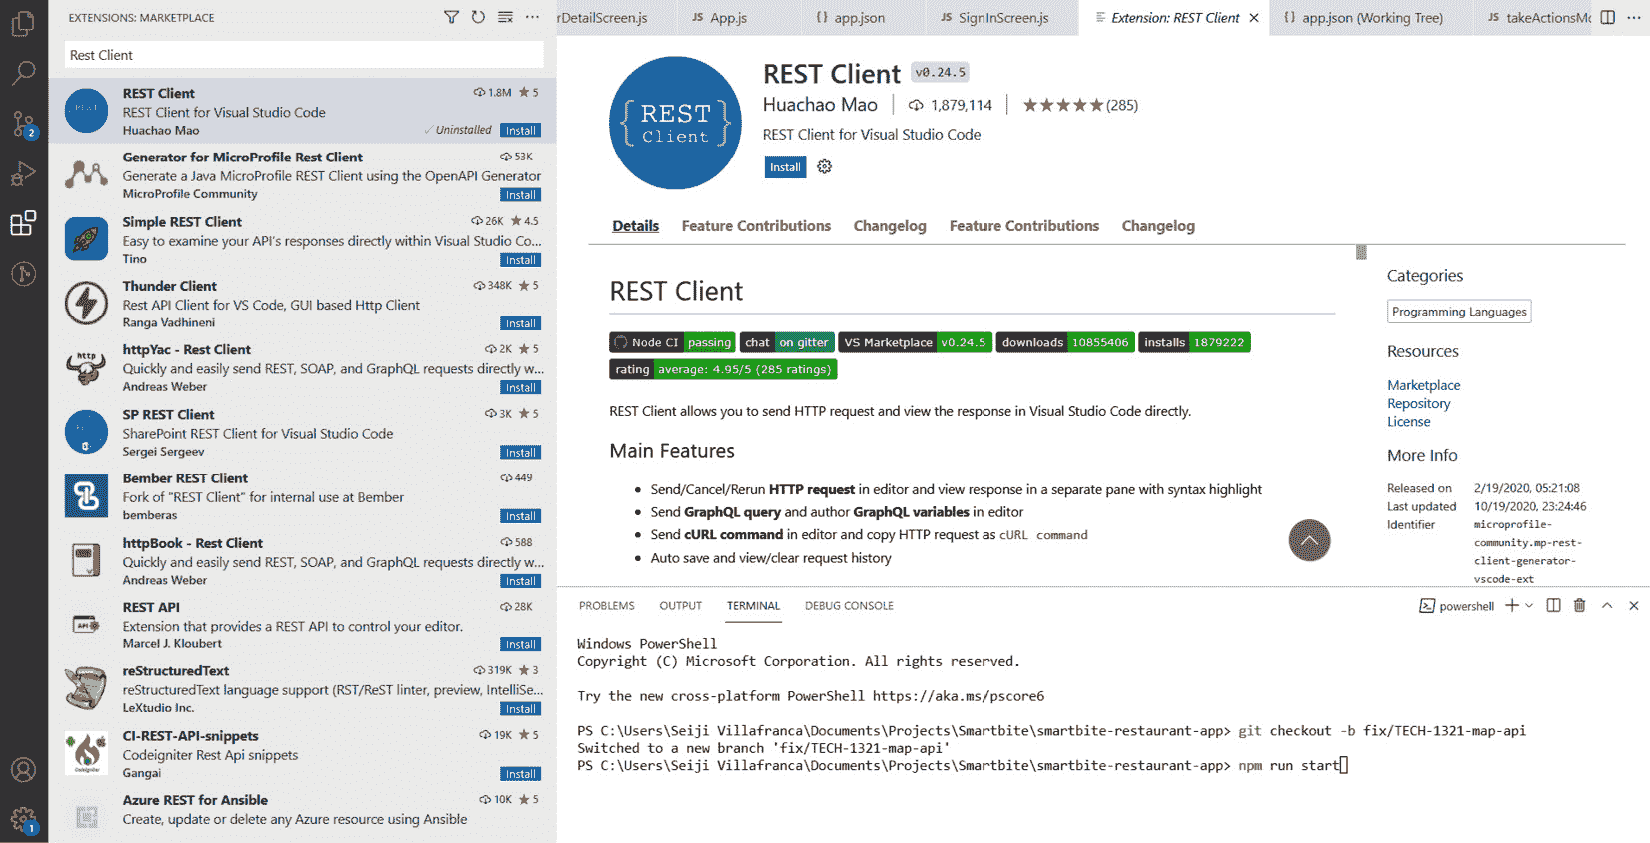 EXTENSIONS: MARKETPLACE
Rest Client
REST Client 1.8M ★ 5
REST Client for Visual Studio Code
Huachao Mao ✓ Uninstalled Install
Generator for MicroProfile Rest Client 53K
Generate a Java MicroProfile REST Client using the OpenAPI Generator
MicroProfile Community Install
Simple REST Client 26K ★ 4.5
Easy to examine your API's responses directly within Visual Studio Co...
Tino Install
Thunder Client 348K ★ 5
Rest API Client for VS Code, GUI based Http Client
Ranga Vadhineni Install
httpYac - Rest Client 2K ★ 5
Quickly and easily send REST, SOAP, and GraphQL requests directly w...
Andreas Weber Install
SP REST Client 3K ★ 5
SharePoint REST Client for Visual Studio Code
Sergei Sergeev Install
Bember REST Client 449
Fork of "REST Client" for internal use at Bember
bemberas Install
httpBook - Rest Client 588
Quickly and easily send REST, SOAP, and GraphQL requests directly w...
Andreas Weber Install
REST API 28K
Extension that provides a REST API to control your editor.
Marcel J. Kloubert Install
reStructuredText 319K ★ 3
reStructuredText language support (RST/ReST linter, preview, IntelliSe...
LeXtudio Inc. Install
CI-REST-API-snippets 19K ★ 5
Codeigniter Rest Api snippets
Gangai Install
Azure REST for Ansible 10K ★ 5
Create, update or delete any Azure resource using Ansible
2
1
rDetailScreen.js JS App.js {} app.json JS SignInScreen.js Extension: REST Client {} app.json (Working Tree) JS takeActionsMo
{REST Client}
REST Client v0.24.5
Huachao Mao | 1,879,114 | ★★★★★ (285)
REST Client for Visual Studio Code
Install
Details Feature Contributions Changelog Feature Contributions Changelog
REST Client
Node CI passing chat on gitter VS Marketplace v0.24.5 downloads 10855406 installs 1879222
rating average: 4.95/5 (285 ratings)
REST Client allows you to send HTTP request and view the response in Visual Studio Code directly.
Main Features
• Send/Cancel/Rerun HTTP request in editor and view response in a separate pane with syntax highlight
• Send GraphQL query and author GraphQL variables in editor
• Send cURL command in editor and copy HTTP request as cURL command
• Auto save and view/clear request history
Categories
Programming Languages
Resources
Marketplace
Repository
License
More Info
Released on 2/19/2020, 05:21:08
Last updated 10/19/2020, 23:24:46
Identifier microprofile-
community.mp-rest-
client-generator-
vscode-ext
PROBLEMS OUTPUT TERMINAL DEBUG CONSOLE powershell
Windows PowerShell
Copyright (C) Microsoft Corporation. All rights reserved.
Try the new cross-platform PowerShell https://aka.ms/pscore6
PS C:\Users\Seiji Villafranca\Documents\Projects\Smartbite\smartbite-restaurant-app> git checkout -b fix/TECH-1321-map-api
Switched to a new branch 'fix/TECH-1321-map-api'
PS C:\Users\Seiji Villafranca\Documents\Projects\Smartbite\smartbite-restaurant-app> npm run start